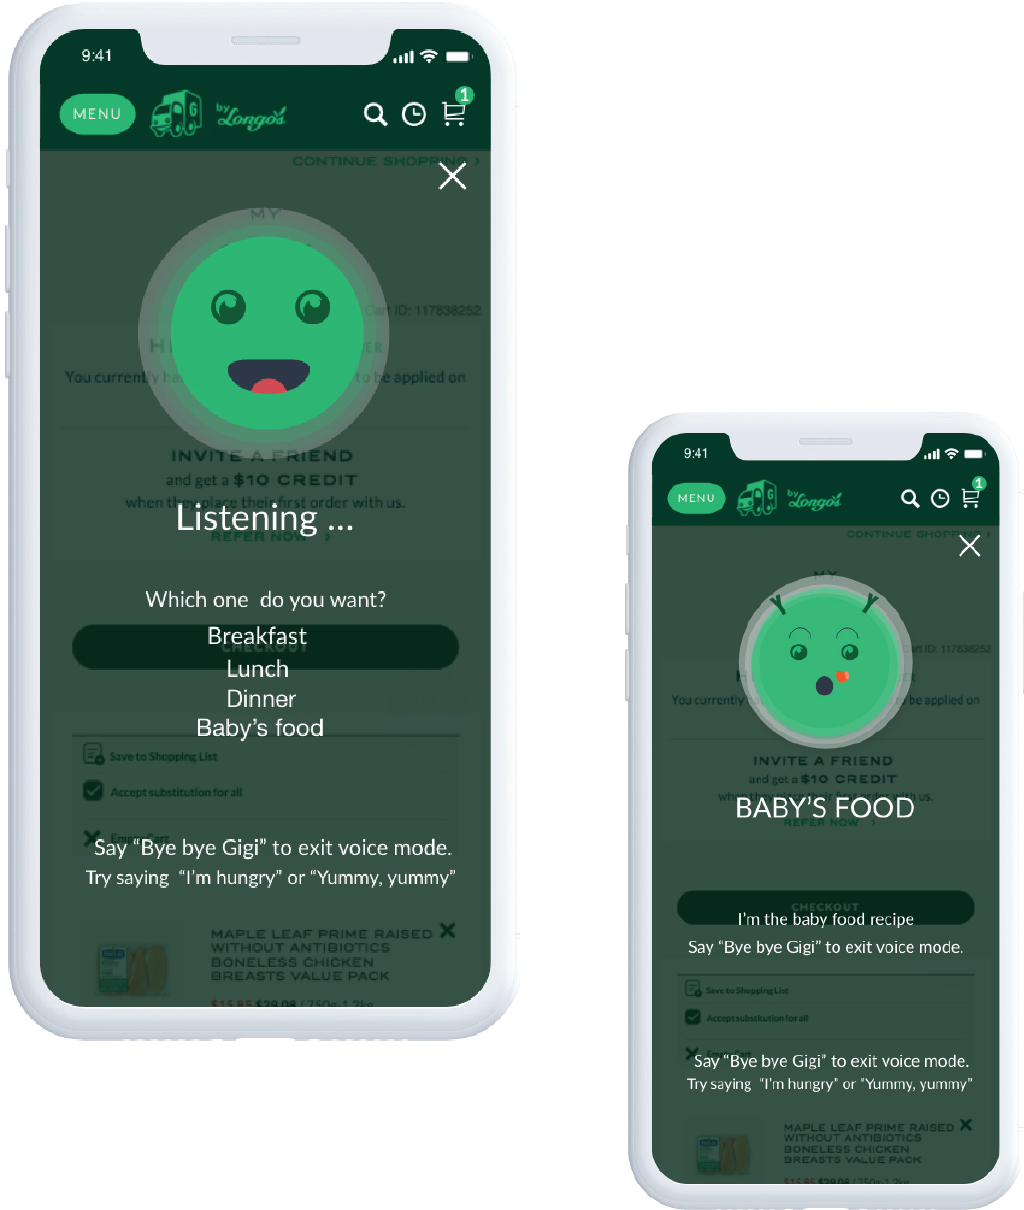 9:41
MENU
G
by Longo's
1
CONTINUE SHOPPING >
MY
Cart ID: 117838252
H
ER
You currently ha
to be applied on
INVITE A FRIEND
and get a $10 CREDIT
when they place their first order with us.
Listening ...
REFER NOW >
Which one do you want?
Breakfast
CHECKOUT
Lunch
Dinner
Baby's food
Save to Shopping List
Accept substitution for all
Empty Cart
Say “Bye bye Gigi” to exit voice mode.
Try saying “I'm hungry” or “Yummy, yummy”
MAPLE LEAF PRIME RAISED
WITHOUT ANTIBIOTICS
BONELESS CHICKEN
BREASTS VALUE PACK
$15.85 $39.08 / 750g-1.2kg
9:41
MENU
G
by Longo's
1
CONTINUE SHOPPING >
MY
Cart ID: 117838252
H
ER
You currently ha
to be applied on
INVITE A FRIEND
and get a $10 CREDIT
when they place their first order with us.
BABY'S FOOD
REFER NOW >
CHECKOUT
I'm the baby food recipe
Say “Bye bye Gigi” to exit voice mode.
Save to Shopping List
Accept substitution for all
Say “Bye bye Gigi” to exit voice mode.
Try saying “I'm hungry” or “Yummy, yummy”
MAPLE LEAF PRIME RAISED
WITHOUT ANTIBIOTICS
BONELESS CHICKEN
BREASTS VALUE PACK
$15.85 $39.08 / 750g-1.2kg